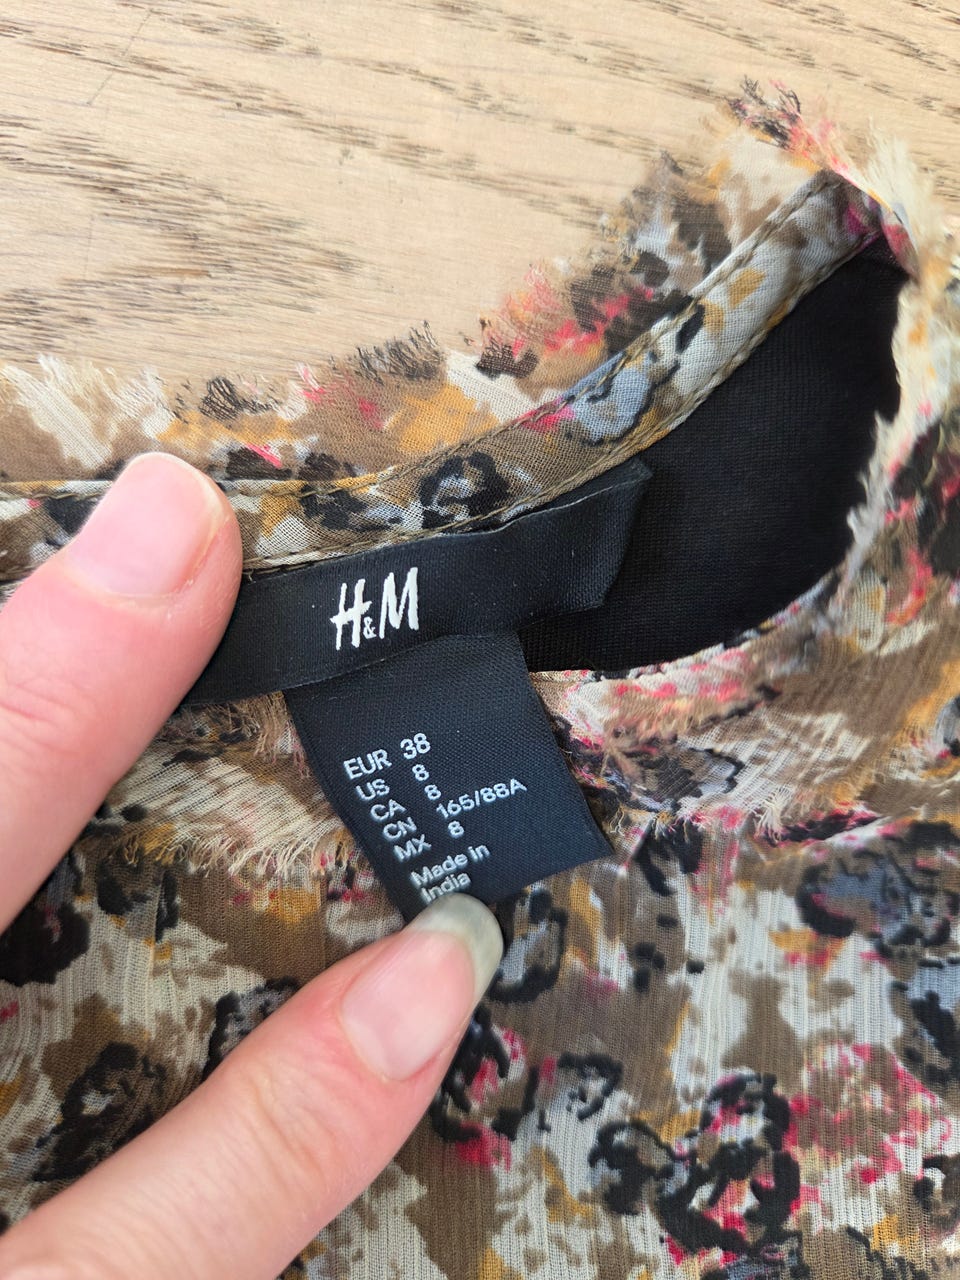 H&M
EUR 38
US 8
CA 8
CN 165/88A
MX 8
Made in
India